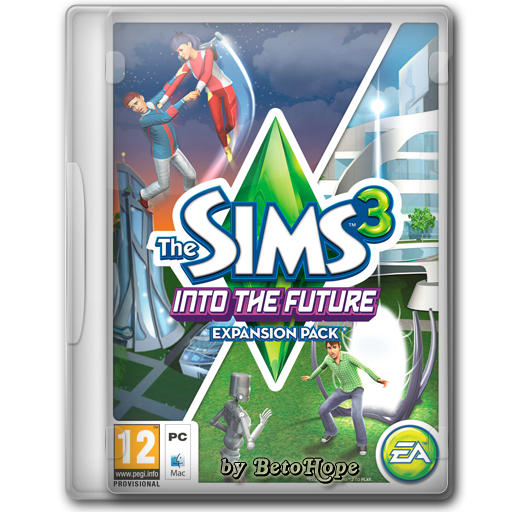 The SIMS 3
INTO THE FUTURE
EXPANSION PACK
12
www.pegi.info
PROVISIONAL
PC
Mac
by BetoHope
EA